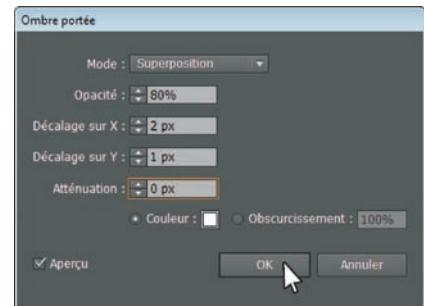 Ombre portée
Mode : Superposition
Opacité : 80%
Décalage sur X : 2 px
Décalage sur Y : 1 px
Atténuation : 0 px
Couleur : Obscurcissement : 100%
Aperçu OK Annuler